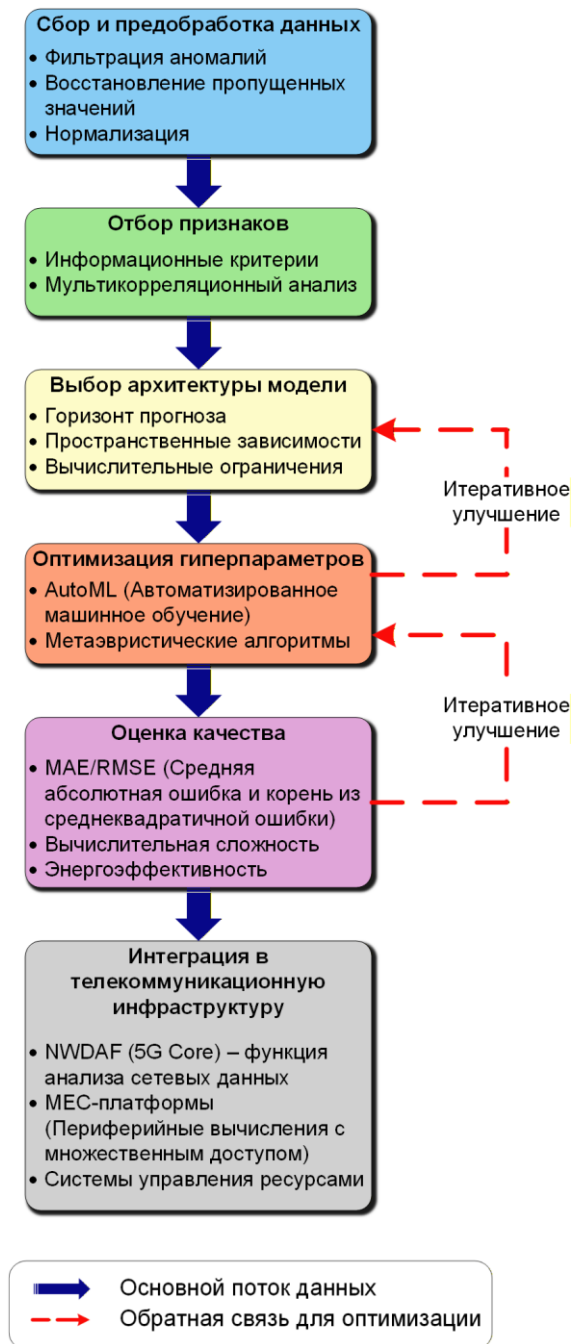 Сбор и предобработка данных
• Фильтрация аномалий
• Восстановление пропущенных
значений
• Нормализация
Отбор признаков
• Информационные критерии
• Мультикорреляционный анализ
Выбор архитектуры модели
• Горизонт прогноза
• Пространственные зависимости
• Вычислительные ограничения
Итеративное
улучшение
Оптимизация гиперпараметров
• AutoML (Автоматизированное
машинное обучение)
• Метаэвристические алгоритмы
Итеративное
улучшение
Оценка качества
• MAE/RMSE (Средняя
абсолютная ошибка и корень из
среднеквадратичной ошибки)
• Вычислительная сложность
• Энергоэффективность
Интеграция в
телекоммуникационную
инфраструктуру
• NWDAF (5G Core) – функция
анализа сетевых данных
• MEC-платформы
(Периферийные вычисления с
множественным доступом)
• Системы управления ресурсами
Основной поток данных
Обратная связь для оптимизации